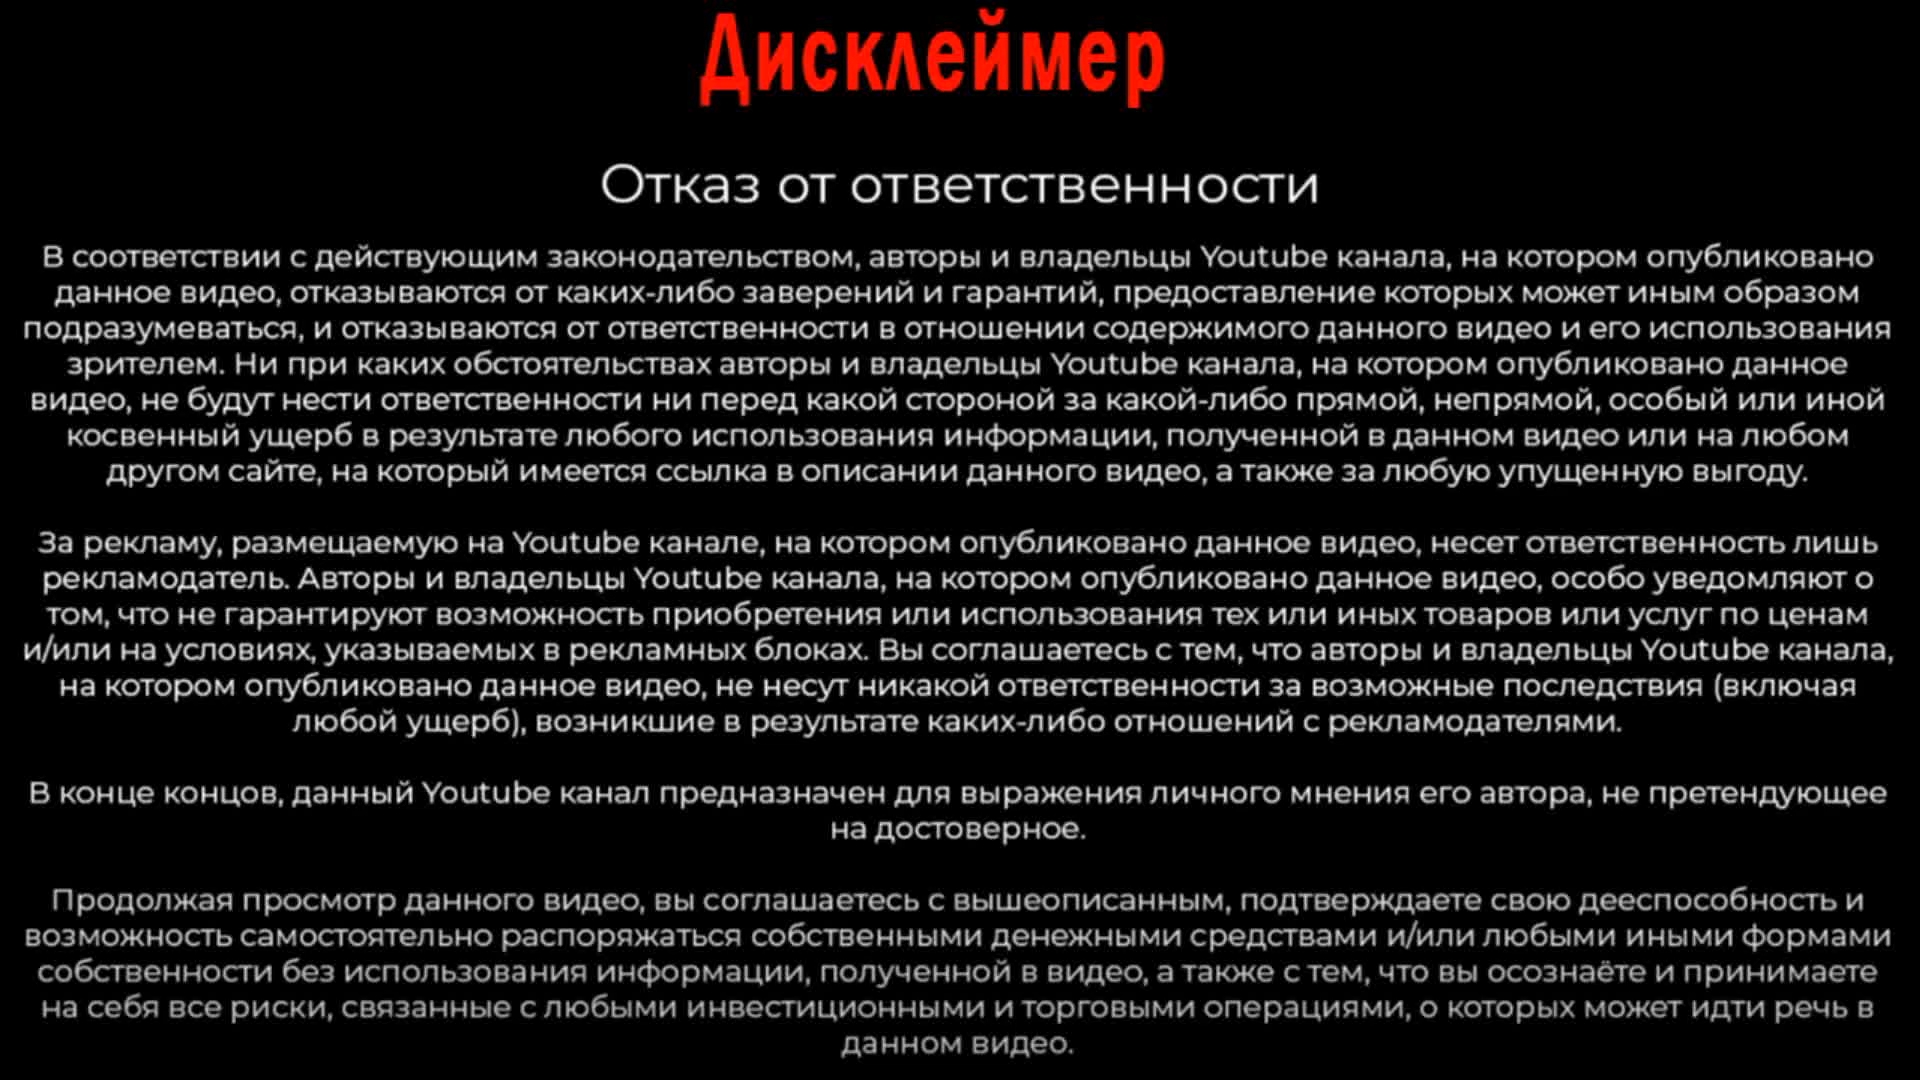 Дисклеймер
Отказ от ответственности
В соответствии с действующим законодательством, авторы и владельцы Youtube канала, на котором опубликовано
данное видео, отказываются от каких-либо заверений и гарантий, предоставление которых может иным образом
подразумеваться, и отказываются от ответственности в отношении содержимого данного видео и его использования
зрителем. Ни при каких обстоятельствах авторы и владельцы Youtube канала, на котором опубликовано данное
видео, не будут нести ответственности ни перед какой стороной за какой-либо прямой, непрямой, особый или иной
косвенный ущерб в результате любого использования информации, полученной в данном видео или на любом
другом сайте, на который имеется ссылка в описании данного видео, а также за любую упущенную выгоду.
За рекламу, размещаемую на Youtube канале, на котором опубликовано данное видео, несет ответственность лишь
рекламодатель. Авторы и владельцы Youtube канала, на котором опубликовано данное видео, особо уведомляют о
том, что не гарантируют возможность приобретения или использования тех или иных товаров или услуг по ценам
и/или на условиях, указываемых в рекламных блоках. Вы соглашаетесь с тем, что авторы и владельцы Youtube канала,
на котором опубликовано данное видео, не несут никакой ответственности за возможные последствия (включая
любой ущерб), возникшие в результате каких-либо отношений с рекламодателями.
В конце концов, данный Youtube канал предназначен для выражения личного мнения его автора, не претендующее
на достоверное.
Продолжая просмотр данного видео, вы соглашаетесь с вышеописанным, подтверждаете свою дееспособность и
возможность самостоятельно распоряжаться собственными денежными средствами и/или любыми иными формами
собственности без использования информации, полученной в видео, а также с тем, что вы осознаёте и принимаете
на себя все риски, связанные с любыми инвестиционными и торговыми операциями, о которых может идти речь в
данном видео.